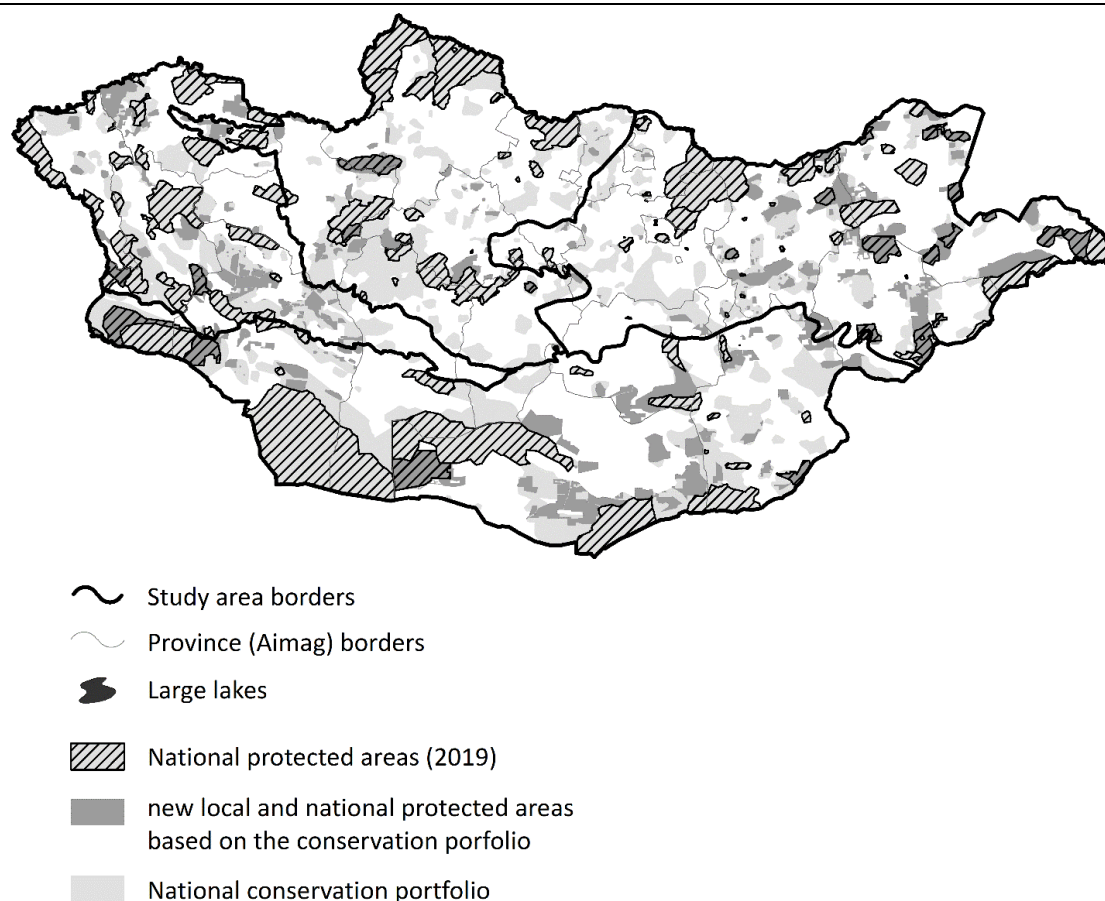 Study area borders
Province (Aimag) borders
Large lakes
National protected areas (2019)
new local and national protected areas
based on the conservation porfolio
National conservation portfolio